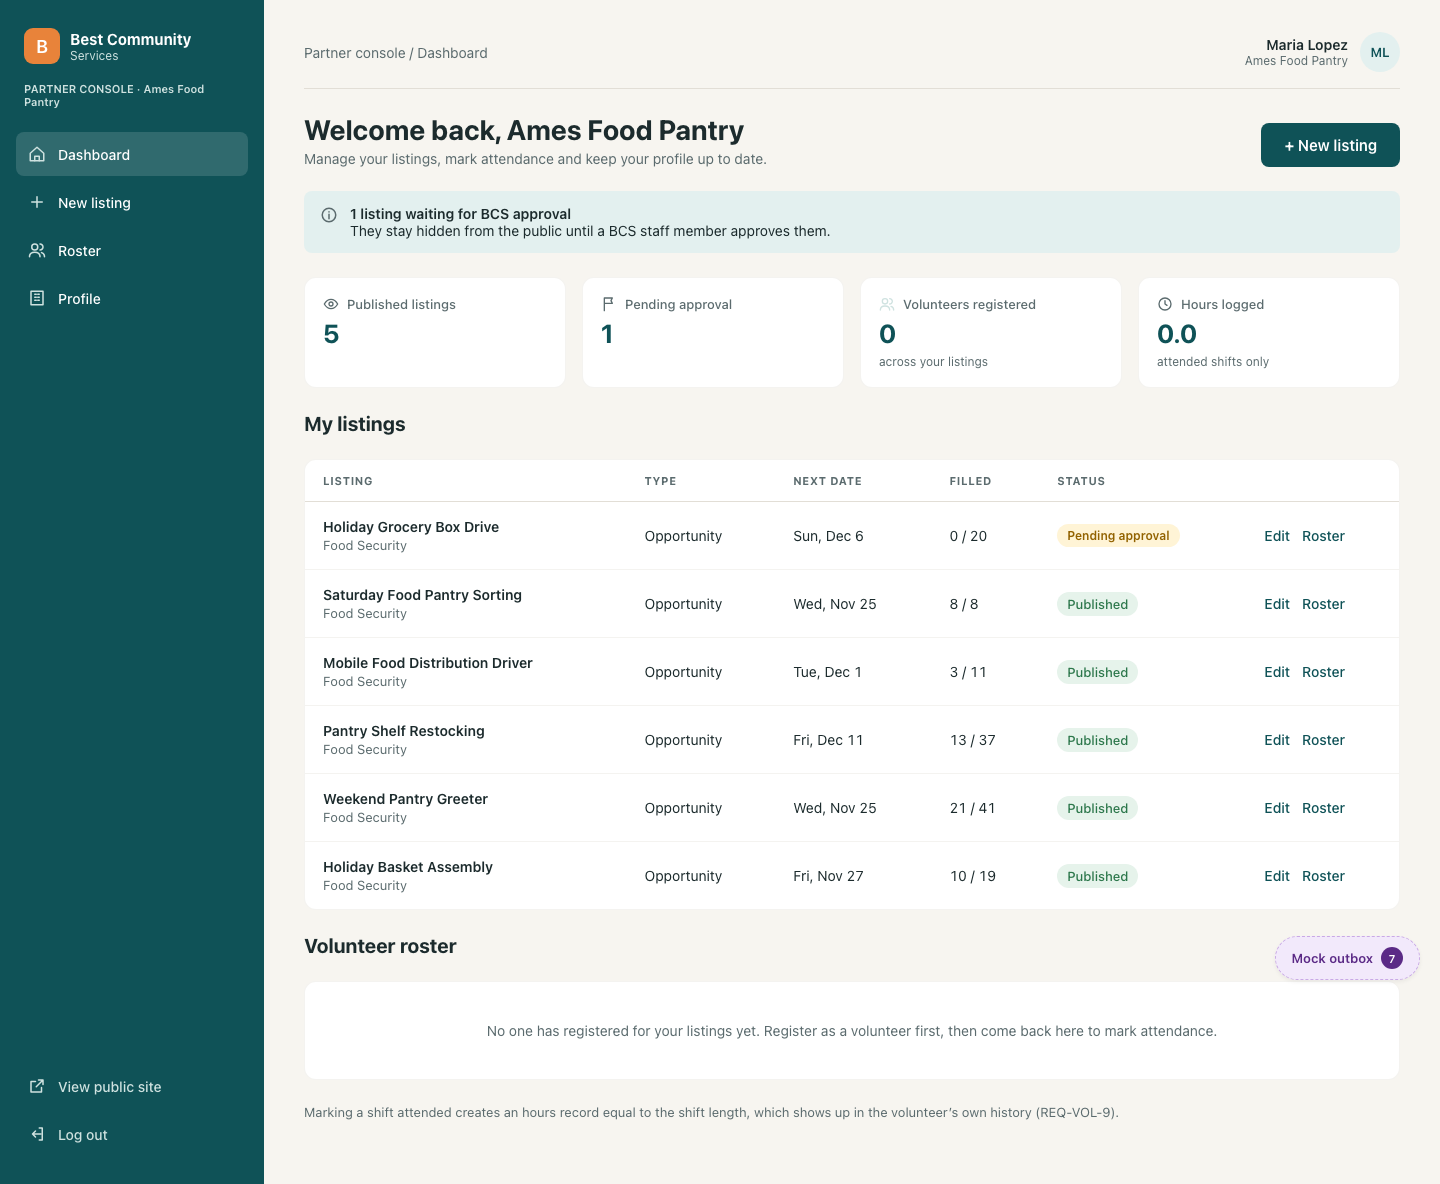 B
Best Community
Services
PARTNER CONSOLE · Ames Food
Pantry
Dashboard
New listing
Roster
Profile
View public site
Log out
Partner console / Dashboard
Maria Lopez
Ames Food Pantry
ML
Welcome back, Ames Food Pantry
Manage your listings, mark attendance and keep your profile up to date.
+ New listing
1 listing waiting for BCS approval
They stay hidden from the public until a BCS staff member approves them.
Published listings
5
Pending approval
1
Volunteers registered
0
across your listings
Hours logged
0.0
attended shifts only
My listings
LISTING TYPE NEXT DATE FILLED STATUS
Holiday Grocery Box Drive
Food Security
Opportunity Sun, Dec 6 0 / 20 Pending approval Edit Roster
Saturday Food Pantry Sorting
Food Security
Opportunity Wed, Nov 25 8 / 8 Published Edit Roster
Mobile Food Distribution Driver
Food Security
Opportunity Tue, Dec 1 3 / 11 Published Edit Roster
Pantry Shelf Restocking
Food Security
Opportunity Fri, Dec 11 13 / 37 Published Edit Roster
Weekend Pantry Greeter
Food Security
Opportunity Wed, Nov 25 21 / 41 Published Edit Roster
Holiday Basket Assembly
Food Security
Opportunity Fri, Nov 27 10 / 19 Published Edit Roster
Volunteer roster
Mock outbox 7
No one has registered for your listings yet. Register as a volunteer first, then come back here to mark attendance.
Marking a shift attended creates an hours record equal to the shift length, which shows up in the volunteer’s own history (REQ-VOL-9).